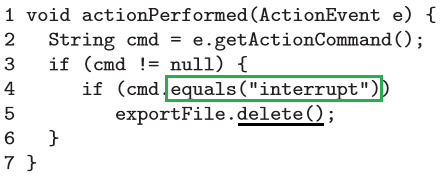 1 void actionPerformed(ActionEvent e) {
2   String cmd = e.getActionCommand();
3   if (cmd != null) {
4     if (cmd.equals("interrupt"))
5       exportFile.delete();
6   }
7 }